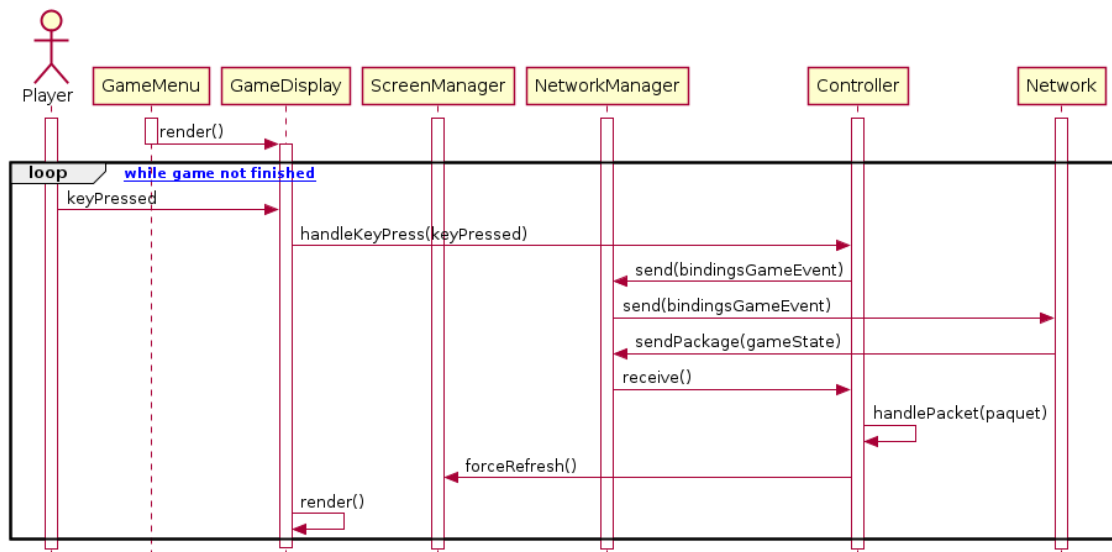 Player
GameMenu
GameDisplay
ScreenManager
NetworkManager
Controller
Network
render()
loop
while game not finished
keyPressed
handleKeyPress(keyPressed)
send(bindingsGameEvent)
send(bindingsGameEvent)
sendPackage(gameState)
receive()
handlePacket(paquet)
forceRefresh()
render()